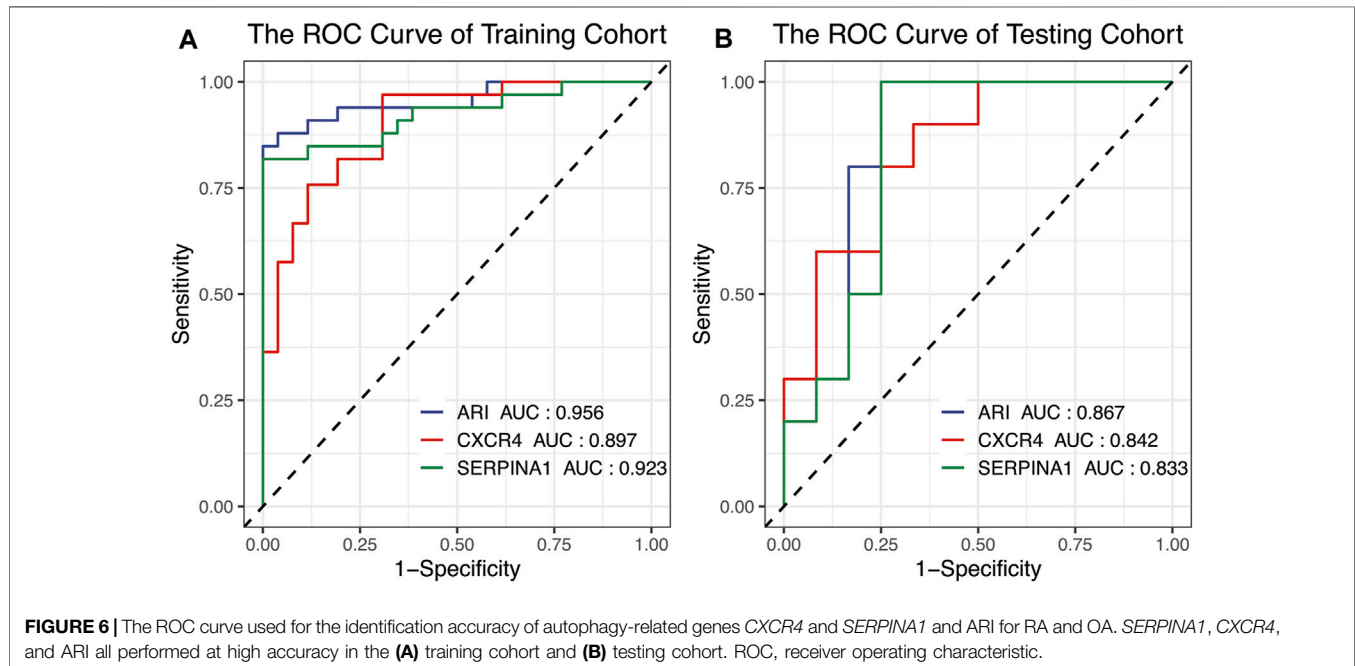 A The ROC Curve of Training Cohort
1.00
0.75
0.50
0.25
0.00
Sensitivity
ARI AUC : 0.956
CXCR4 AUC : 0.897
SERPINA1 AUC : 0.923
0.00 0.25 0.50 0.75 1.00
1−Specificity
B The ROC Curve of Testing Cohort
1.00
0.75
0.50
0.25
0.00
Sensitivity
ARI AUC : 0.867
CXCR4 AUC : 0.842
SERPINA1 AUC : 0.833
0.00 0.25 0.50 0.75 1.00
1−Specificity
FIGURE 6 | The ROC curve used for the identification accuracy of autophagy-related genes CXCR4 and SERPINA1 and ARI for RA and OA. SERPINA1, CXCR4,
and ARI all performed at high accuracy in the (A) training cohort and (B) testing cohort. ROC, receiver operating characteristic.